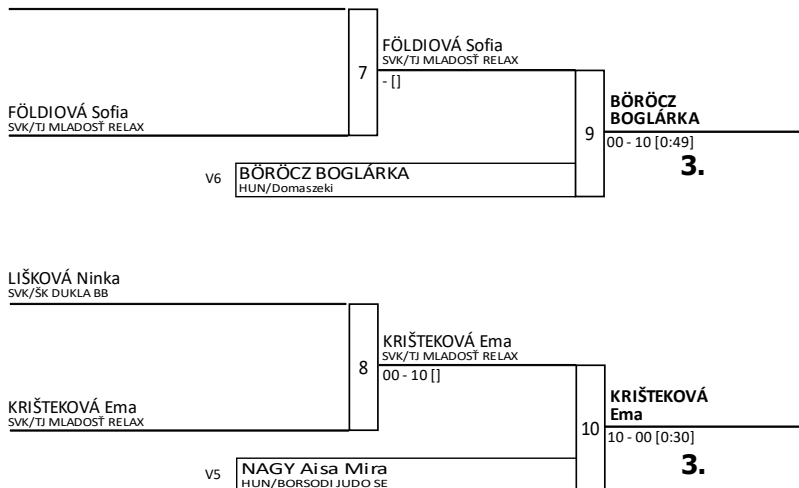 FÖLDIOVÁ Sofia
SVK/TJ MLADOSŤ RELAX
7
- []
FÖLDIOVÁ Sofia
SVK/TJ MLADOSŤ RELAX
BÖRÖCZ
BOGLÁRKA
9
00 - 10 [0:49]
3.
V6
BÖRÖCZ BOGLÁRKA
HUN/Domaszeki
LIŠKOVÁ Ninka
SVK/ŠK DUKLA BB
KRIŠTEKOVÁ Ema
SVK/TJ MLADOSŤ RELAX
8
00 - 10 []
KRIŠTEKOVÁ Ema
SVK/TJ MLADOSŤ RELAX
KRIŠTEKOVÁ
Ema
10
10 - 00 [0:30]
3.
V5
NAGY Aisa Mira
HUN/BORSODI JUDO SE